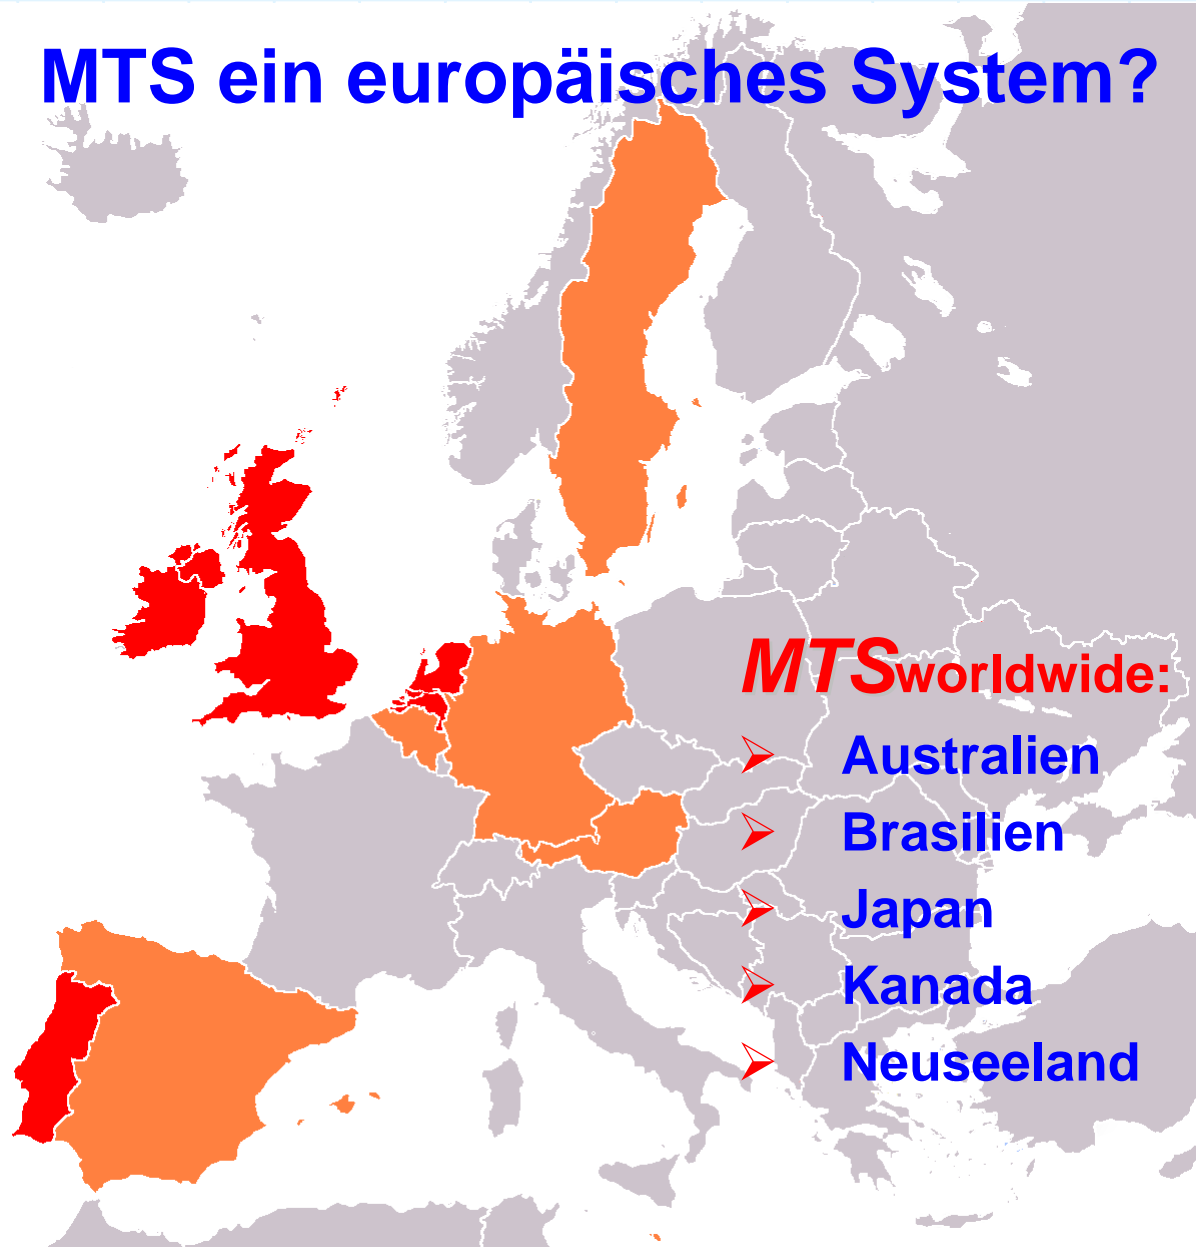 MTS ein europäisches System?
MTSworldwide:
Australien
Brasilien
Japan
Kanada
Neuseeland